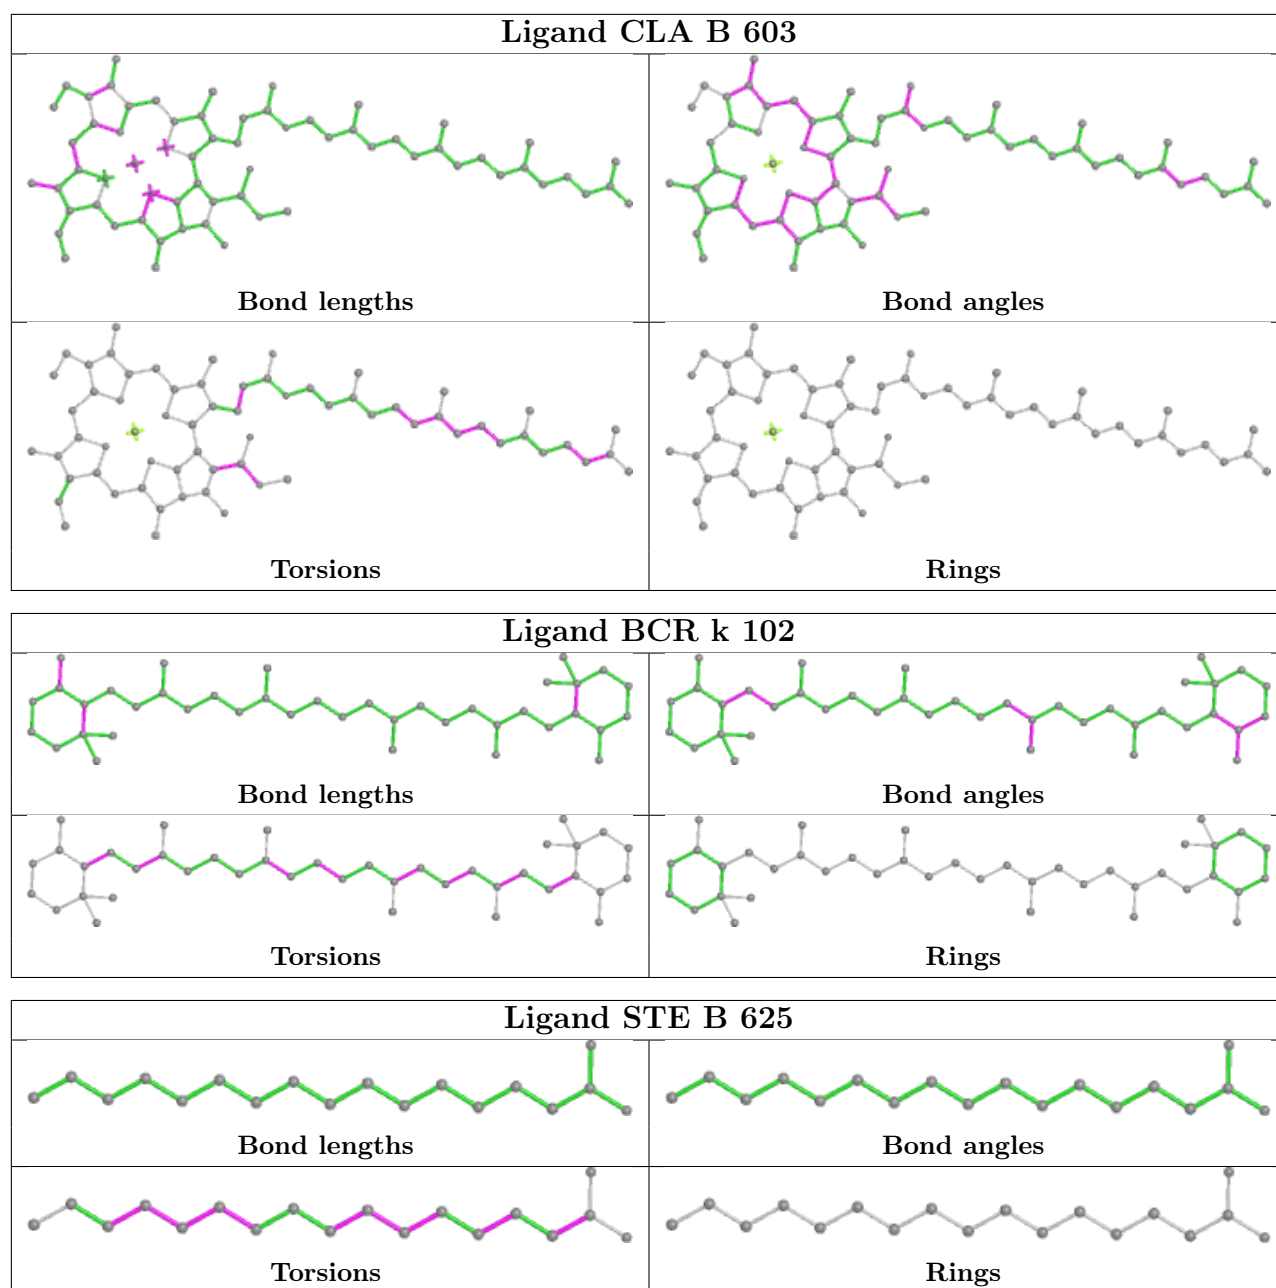 Ligand CLA B 603
Bond lengths
Bond angles
Torsions
Rings
Ligand BCR k 102
Bond lengths
Bond angles
Torsions
Rings
Ligand STE B 625
Bond lengths
Bond angles
Torsions
Rings